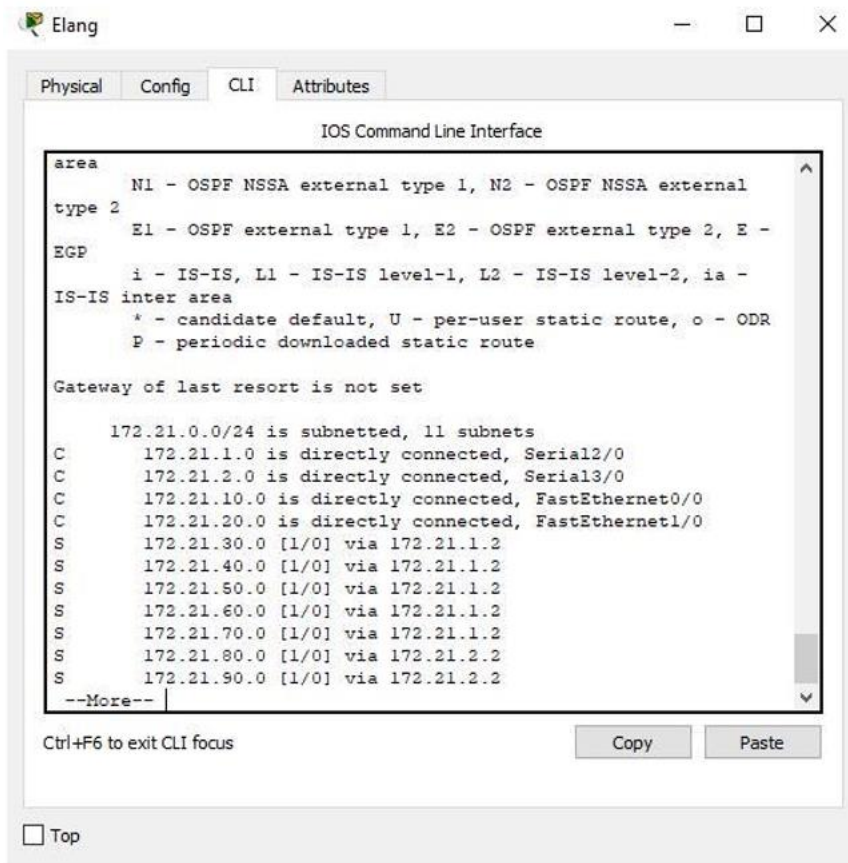 Elang
Physical Config CLI Attributes
IOS Command Line Interface
area
N1 - OSPF NSSA external type 1, N2 - OSPF NSSA external
type 2
E1 - OSPF external type 1, E2 - OSPF external type 2, E -
EGP
i - IS-IS, L1 - IS-IS level-1, L2 - IS-IS level-2, ia -
IS-IS inter area
* - candidate default, U - per-user static route, o - ODR
P - periodic downloaded static route
Gateway of last resort is not set
172.21.0.0/24 is subnetted, 11 subnets
C 172.21.1.0 is directly connected, Serial2/0
C 172.21.2.0 is directly connected, Serial3/0
C 172.21.10.0 is directly connected, FastEthernet0/0
C 172.21.20.0 is directly connected, FastEthernet1/0
S 172.21.30.0 [1/0] via 172.21.1.2
S 172.21.40.0 [1/0] via 172.21.1.2
S 172.21.50.0 [1/0] via 172.21.1.2
S 172.21.60.0 [1/0] via 172.21.1.2
S 172.21.70.0 [1/0] via 172.21.1.2
S 172.21.80.0 [1/0] via 172.21.2.2
S 172.21.90.0 [1/0] via 172.21.2.2
--More--
Ctrl+F6 to exit CLI focus Copy Paste
Top